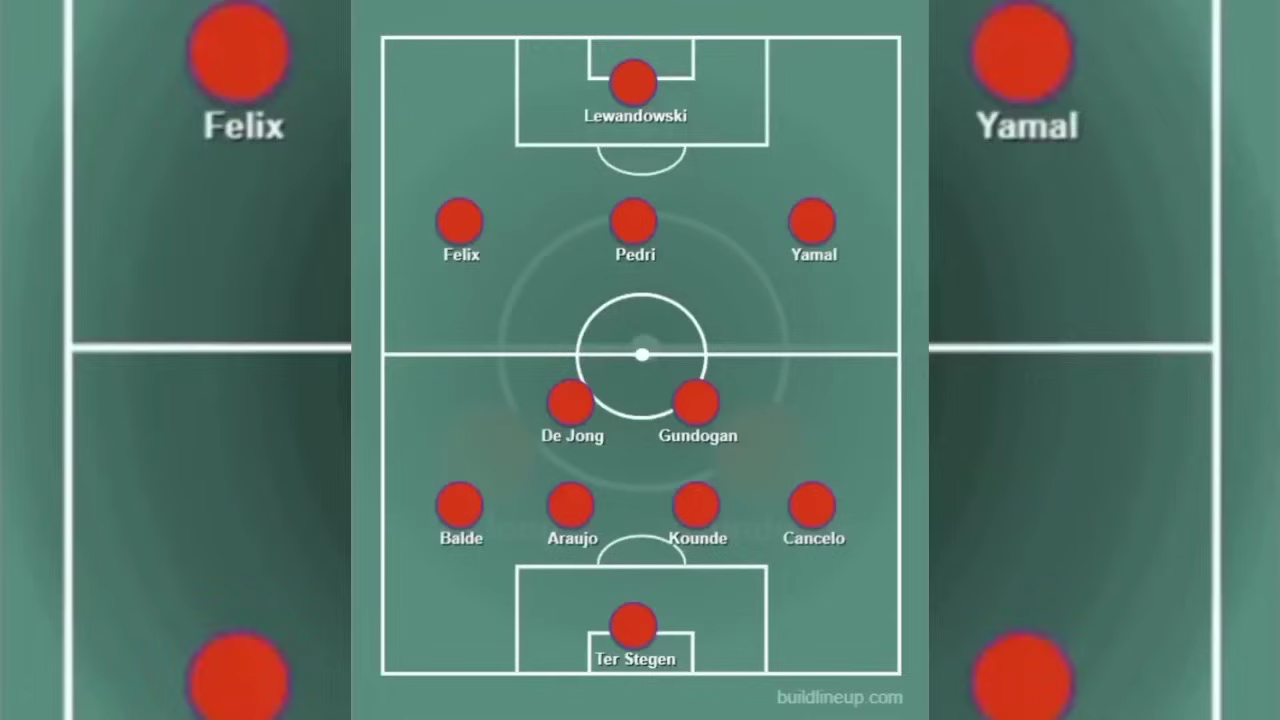 Felix
Yamal
Lewandowski
Felix
Pedri
Yamal
De Jong
Gundogan
Balde
Araujo
Kounde
Cancelo
Ter Stegen
buildlineup.com